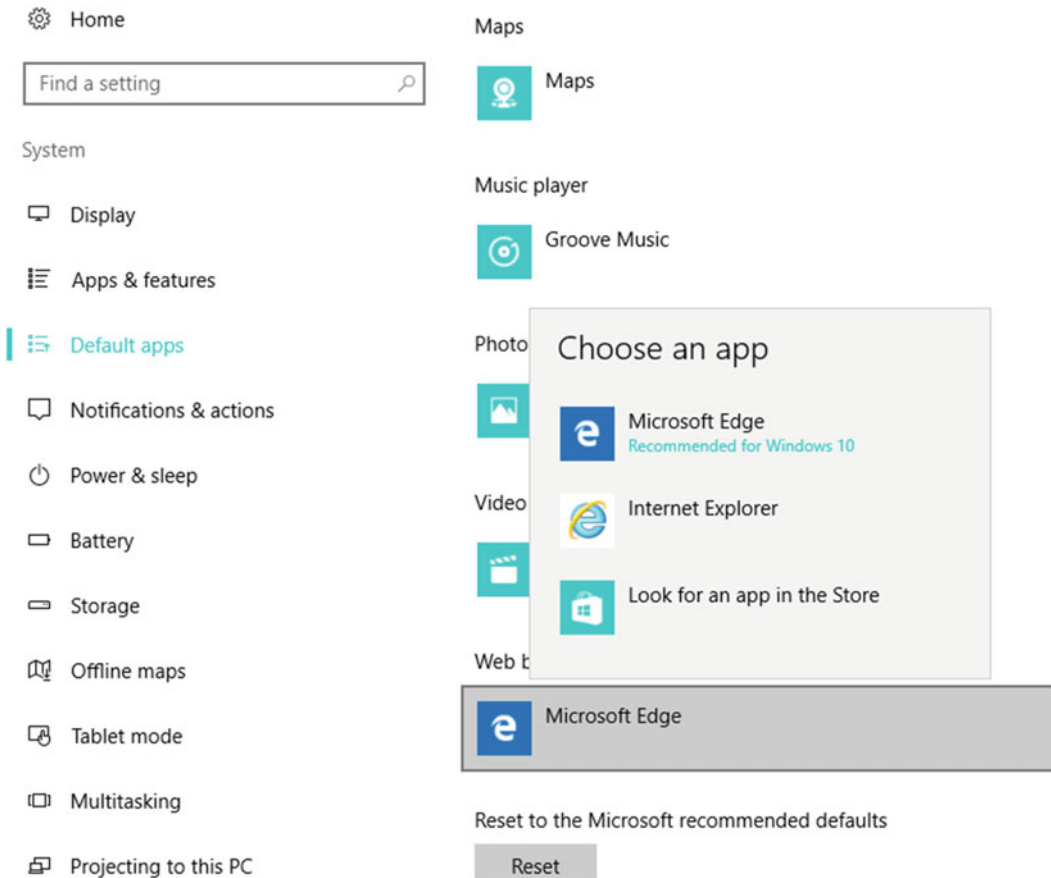 Home
Find a setting
System
Display
Apps & features
Default apps
Notifications & actions
Power & sleep
Battery
Storage
Offline maps
Tablet mode
Multitasking
Projecting to this PC
Maps
Maps
Music player
Groove Music
Photo
Video
Web b
Choose an app
Microsoft Edge
Recommended for Windows 10
Internet Explorer
Look for an app in the Store
Microsoft Edge
Reset to the Microsoft recommended defaults
Reset